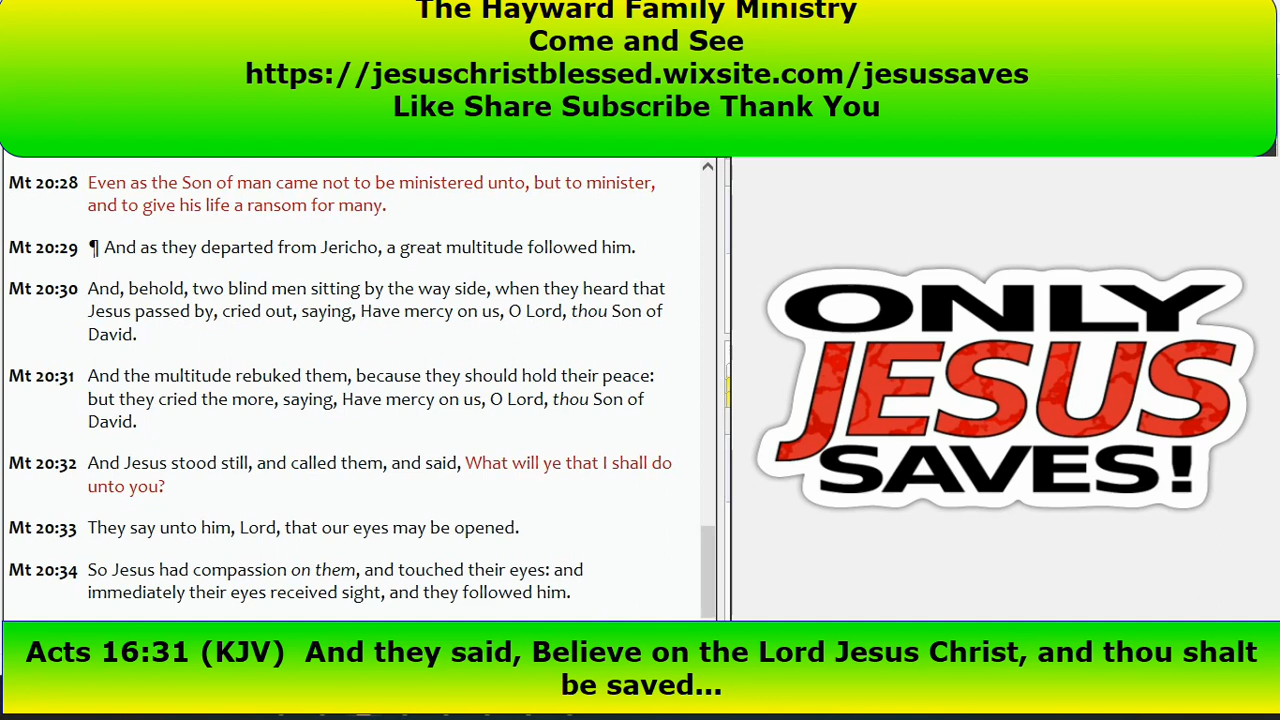 The Hayward Family Ministry
Come and See
https://jesuschristblessed.wixsite.com/jesussaves
Like Share Subscribe Thank You
Mt 20:28 Even as the Son of man came not to be ministered unto, but to minister,
and to give his life a ransom for many.
Mt 20:29 ¶ And as they departed from Jericho, a great multitude followed him.
Mt 20:30 And, behold, two blind men sitting by the way side, when they heard that
Jesus passed by, cried out, saying, Have mercy on us, O Lord, thou Son of
David.
Mt 20:31 And the multitude rebuked them, because they should hold their peace:
but they cried the more, saying, Have mercy on us, O Lord, thou Son of
David.
Mt 20:32 And Jesus stood still, and called them, and said, What will ye that I shall do
unto you?
Mt 20:33 They say unto him, Lord, that our eyes may be opened.
Mt 20:34 So Jesus had compassion on them, and touched their eyes: and
immediately their eyes received sight, and they followed him.
ONLY
JESUS
SAVES!
Acts 16:31 (KJV) And they said, Believe on the Lord Jesus Christ, and thou shalt
be saved...